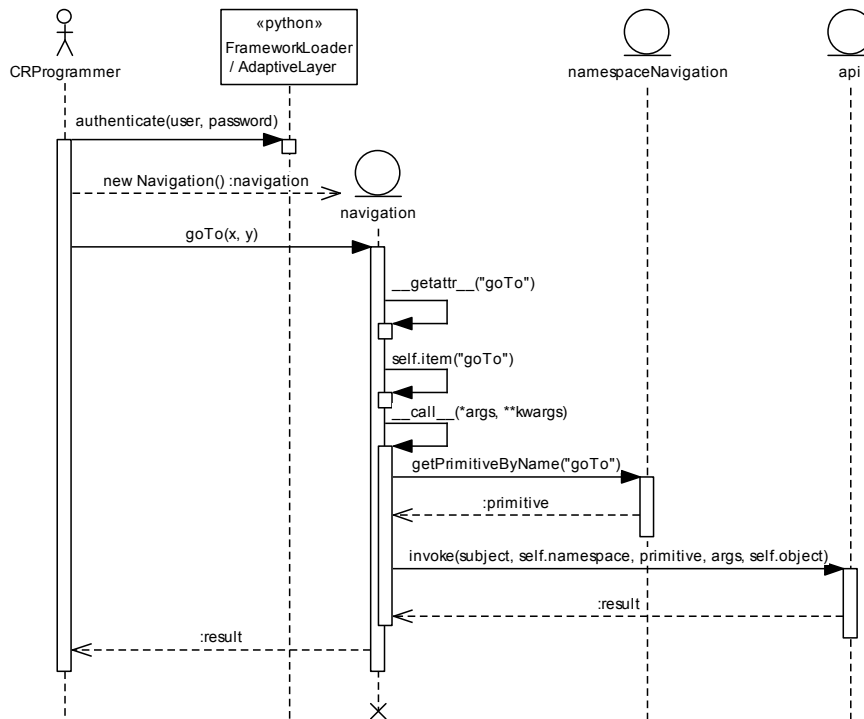 «python»
FrameworkLoader
/ AdaptiveLayer
CRProgrammer
namespaceNavigation
api
authenticate(user, password)
new Navigation() :navigation
navigation
goTo(x, y)
__getattr__("goTo")
self.item("goTo")
__call__(*args, **kwargs)
getPrimitiveByName("goTo")
:primitive
invoke(subject, self.namespace, primitive, args, self.object)
:result
:result